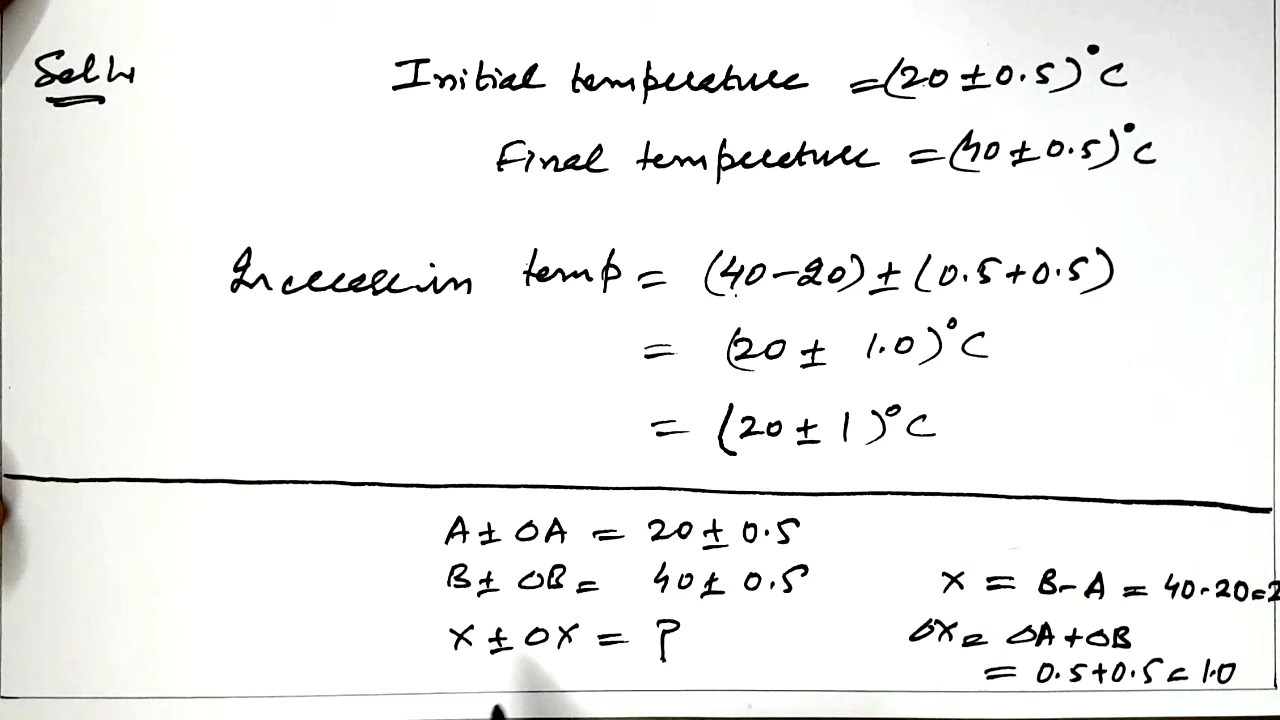 Soln
Initial temperature = (20 ± 0.5)°C
Final temperature = (40 ± 0.5)°C
Increase in temp = (40-20) ± (0.5+0.5)
= (20 ± 1.0)°C
= (20 ± 1)°C
A ± ΔA = 20 ± 0.5
B ± ΔB = 40 ± 0.5
X = B-A = 40-20=2
X ± ΔX = ?
ΔX = ΔA + ΔB
= 0.5+0.5 = 1.0